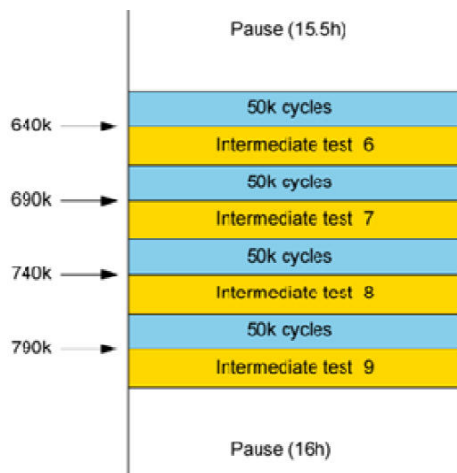 Pause (15.5h)
50k cycles
640k
Intermediate test 6
50k cycles
690k
Intermediate test 7
50k cycles
740k
Intermediate test 8
50k cycles
790k
Intermediate test 9
Pause (16h)